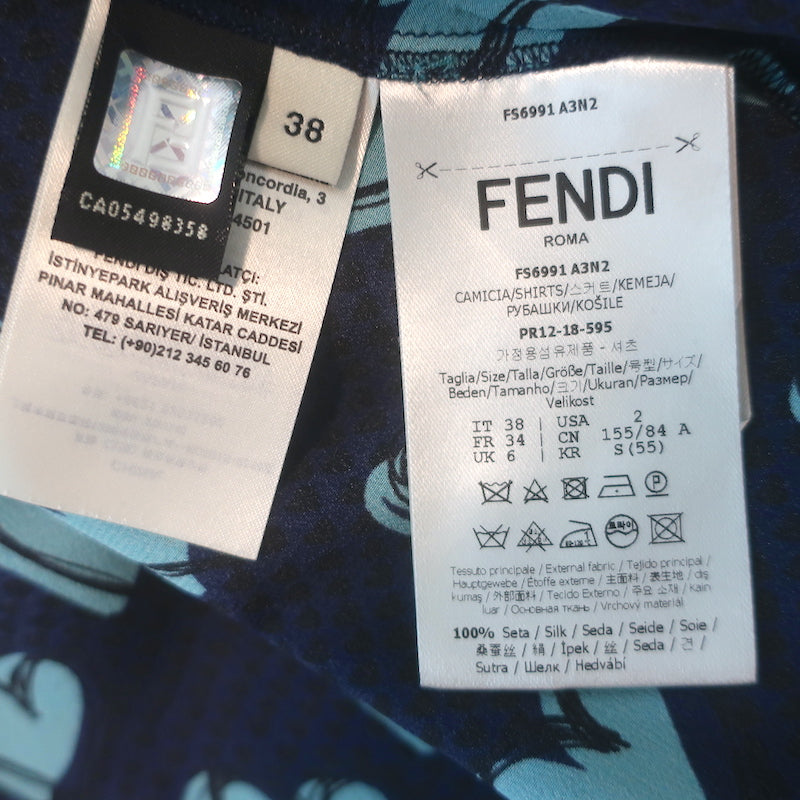 38
CA05498358
oncordia, 3
ITALY
4501
LATÇI:
FENDI DIŞ TİC. LTD. ŞTİ.
İSTİNYEPARK ALIŞVERİŞ MERKEZİ
PINAR MAHALLESİ KATAR CADDESİ
NO: 479 SARIYER/ İSTANBUL
TEL: (+90)212 345 60 76
FS6991 A3N2
FENDI
ROMA
FS6991 A3N2
CAMICIA/SHIRTS/스커트/KEMEJA/
РУБАШКИ/KOŠILE
PR12-18-595
가정용섬유제품 - 셔츠
Taglia/Size/Talla/Größe/Taille/号型/サイズ/
Beden/Tamanho/크기/Ukuran/Размер/
Velikost
IT 38 | USA 2
FR 34 | CN 155/84 A
UK 6 | KR S(55)
드라이
Tessuto principale / External fabric / Tejido principal /
Hauptgewebe / Étoffe externe / 主面料 / 表生地 / dış
kumaş / 外部面料 / Tecido Externo / 주요 소재 / Kain
luar / Основная ткань / Vrchový materiál
100% Seta / Silk / Seda / Seide / Soie /
桑蚕丝 / 絹 / İpek / 丝 / Seda / 견 /
Sutra / Шелк / Hedvábí